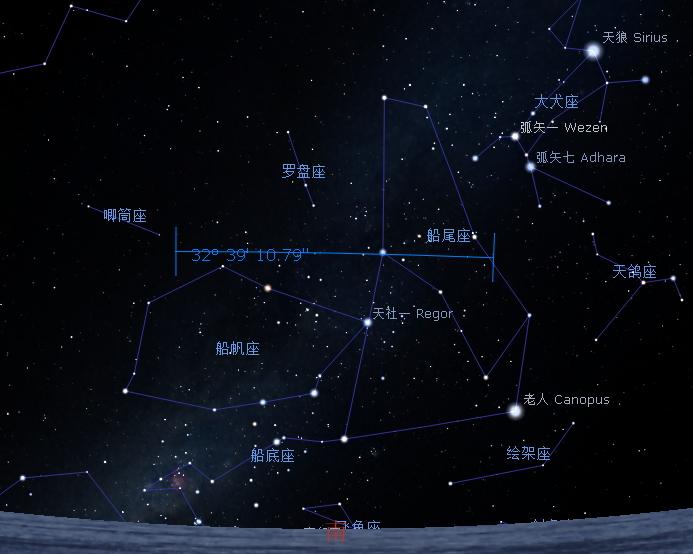 天狼 Sirius
大犬座
弧矢一 Wezen
弧矢七 Adhara
罗盘座
唧筒座
船尾座
32° 39' 10.79"
天鸽座
天社一 Regor
船帆座
老人 Canopus
船底座
绘架座
飞鱼座
南